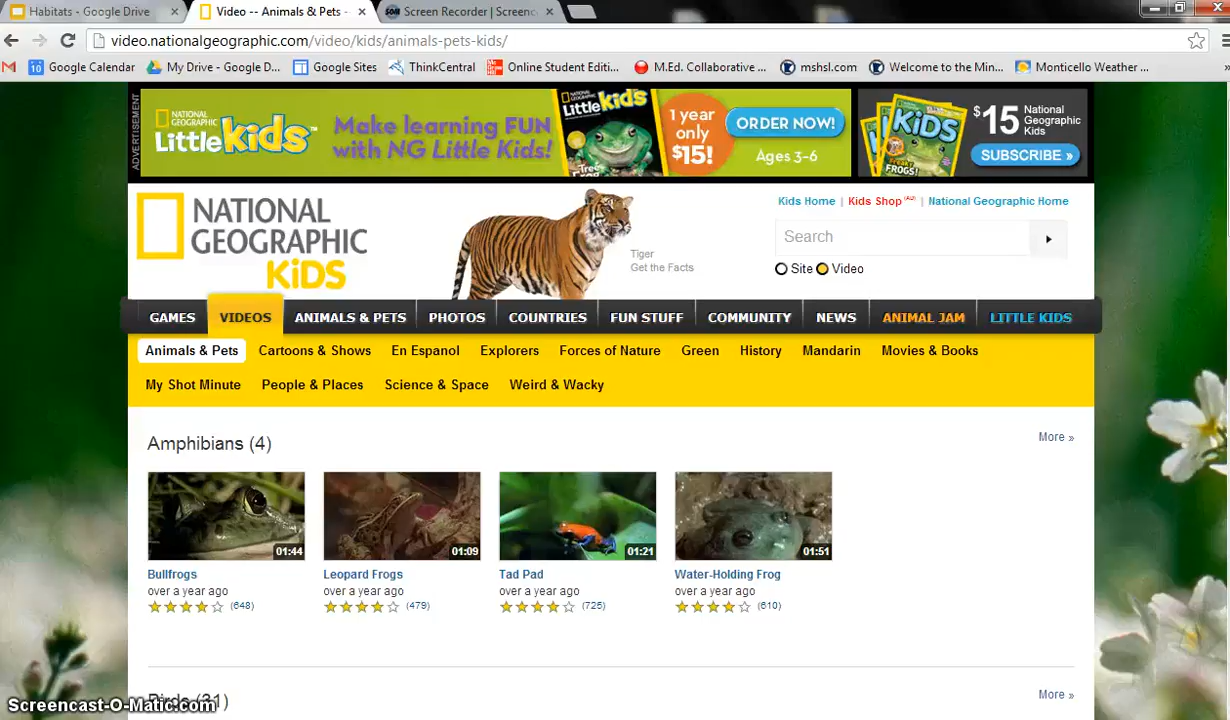 Habitats - Google Drive
Video -- Animals & Pets -
Screen Recorder | Screenc
video.nationalgeographic.com/video/kids/animals-pets-kids/
10 Google Calendar
My Drive - Google D...
Google Sites
ThinkCentral
Online Student Editi...
M.Ed. Collaborative ...
mshsl.com
Welcome to the Min...
Monticello Weather ...
ADVERTISEMENT
NATIONAL GEOGRAPHIC
Little kids
Make learning FUN
with NG Little Kids!
Little kids
1 year
only
$15!
ORDER NOW!
Ages 3-6
KiDS
FROGS!
$15 National
Geographic
Kids
SUBSCRIBE »
NATIONAL
GEOGRAPHIC
KiDS
Tiger
Get the Facts
Kids Home | Kids Shop | National Geographic Home
Search
Site Video
GAMES VIDEOS ANIMALS & PETS PHOTOS COUNTRIES FUN STUFF COMMUNITY NEWS ANIMAL JAM LITTLE KIDS
Animals & Pets Cartoons & Shows En Espanol Explorers Forces of Nature Green History Mandarin Movies & Books
My Shot Minute People & Places Science & Space Weird & Wacky
Amphibians (4)
More »
01:44 01:09 01:21 01:51
Bullfrogs Leopard Frogs Tad Pad Water-Holding Frog
over a year ago over a year ago over a year ago over a year ago
(648) (479) (725) (610)
Birds (31)
More »
Screencast-O-Matic.com